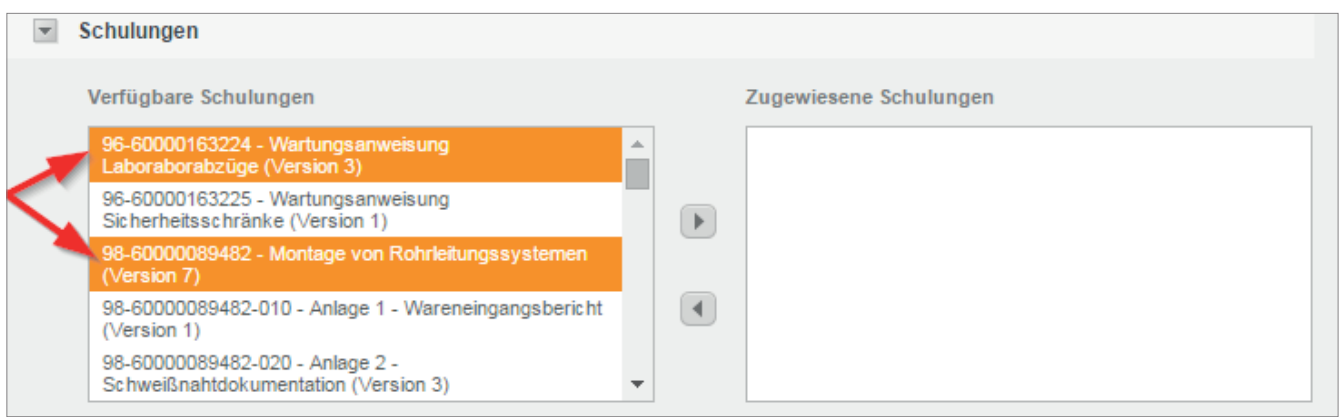 Schulungen
Verfügbare Schulungen
Zugewiesene Schulungen
96-60000163224 - Wartungsanweisung
Laboraborabzüge (Version 3)
96-60000163225 - Wartungsanweisung
Sicherheitsschränke (Version 1)
98-60000089482 - Montage von Rohrleitungssystemen
(Version 7)
98-60000089482-010 - Anlage 1 - Wareneingangsbericht
(Version 1)
98-60000089482-020 - Anlage 2 -
Schweißnahtdokumentation (Version 3)